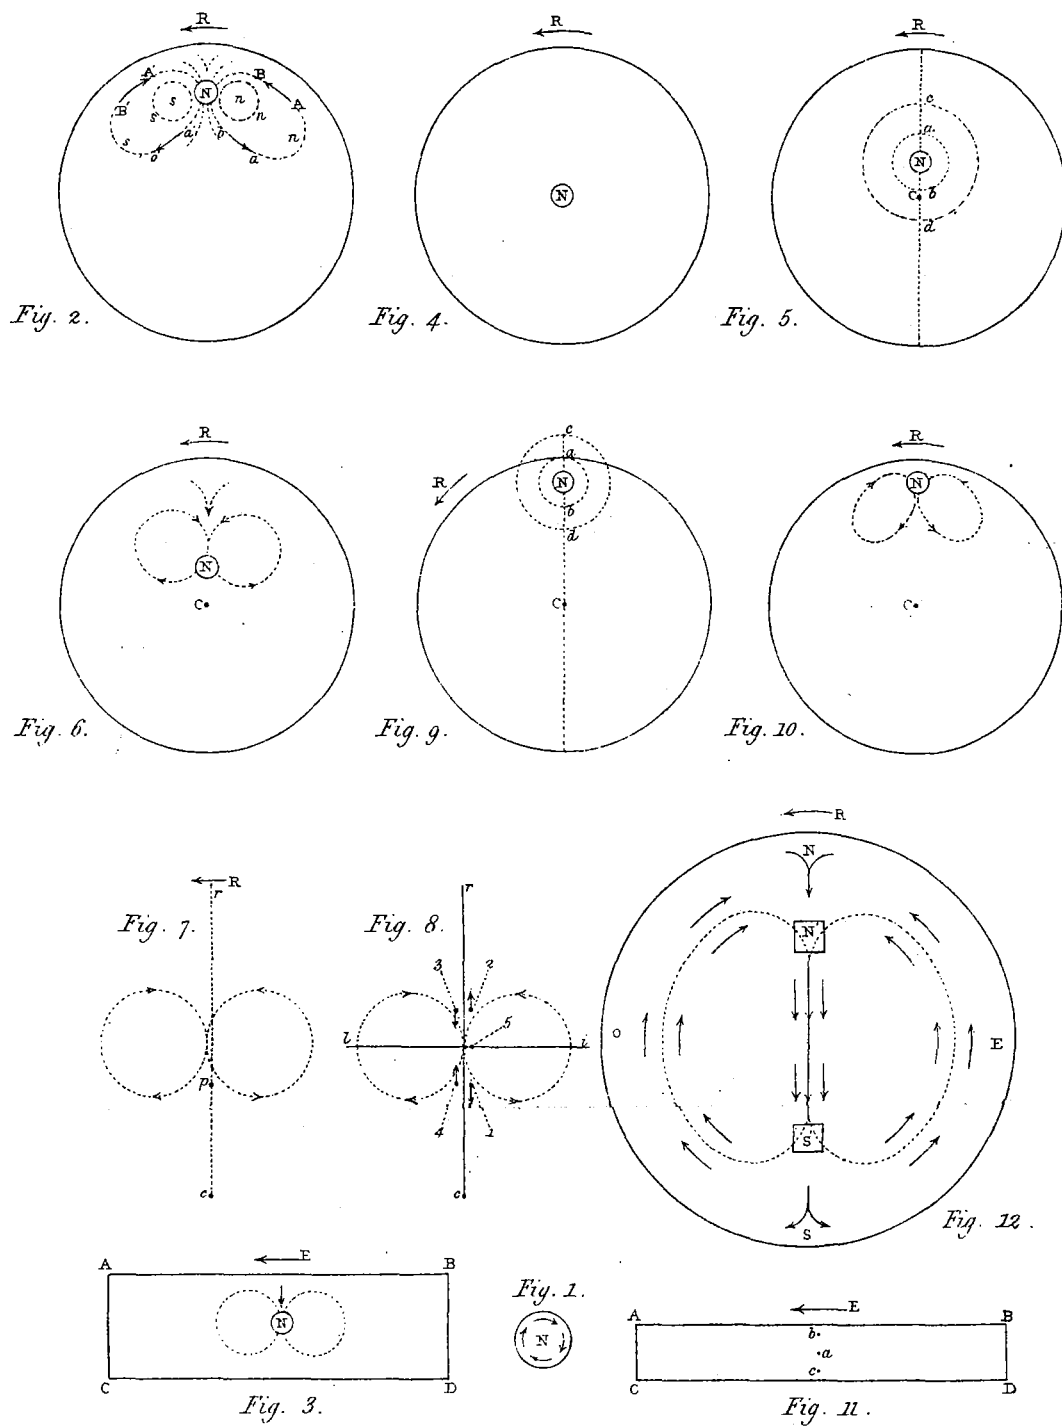 R
A' N B
B' s n A
s n
s a b n
o a
Fig. 2.
R
N
Fig. 4.
R
c
a
N
C b
d
Fig. 5.
R
N
C
Fig. 6.
c
R a
N
b
d
C
Fig. 9.
R
N
C
Fig. 10.
R
r
Fig. 7.
p
c
r
Fig. 8.
3 2
5
l
4 1
c
R
N
N
O E
S
S
Fig. 12.
E
A B
N
C D
Fig. 3.
Fig. 1.
N
E
A B
b
a
c
C D
Fig. 11.